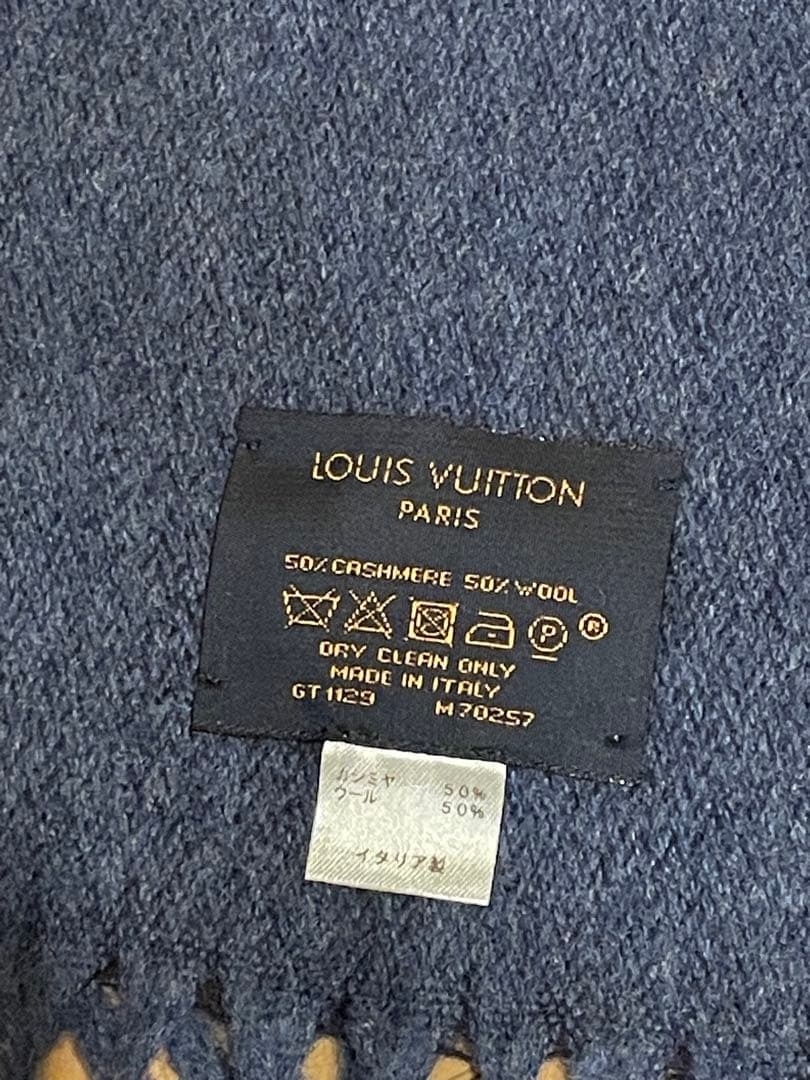 LOUIS VUITTON
PARIS
50% CASHMERE 50% WOOL
P ®
DRY CLEAN ONLY
MADE IN ITALY
GT1129 M70257
カシミヤ 50%
ウール 50%
イタリア製